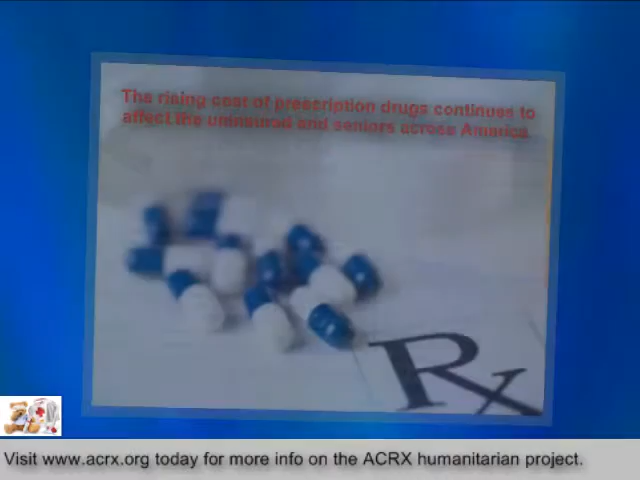 The rising cost of prescription drugs continues to
affect the uninsured and seniors across America
Rx
Visit www.acrx.org today for more info on the ACRX humanitarian project.